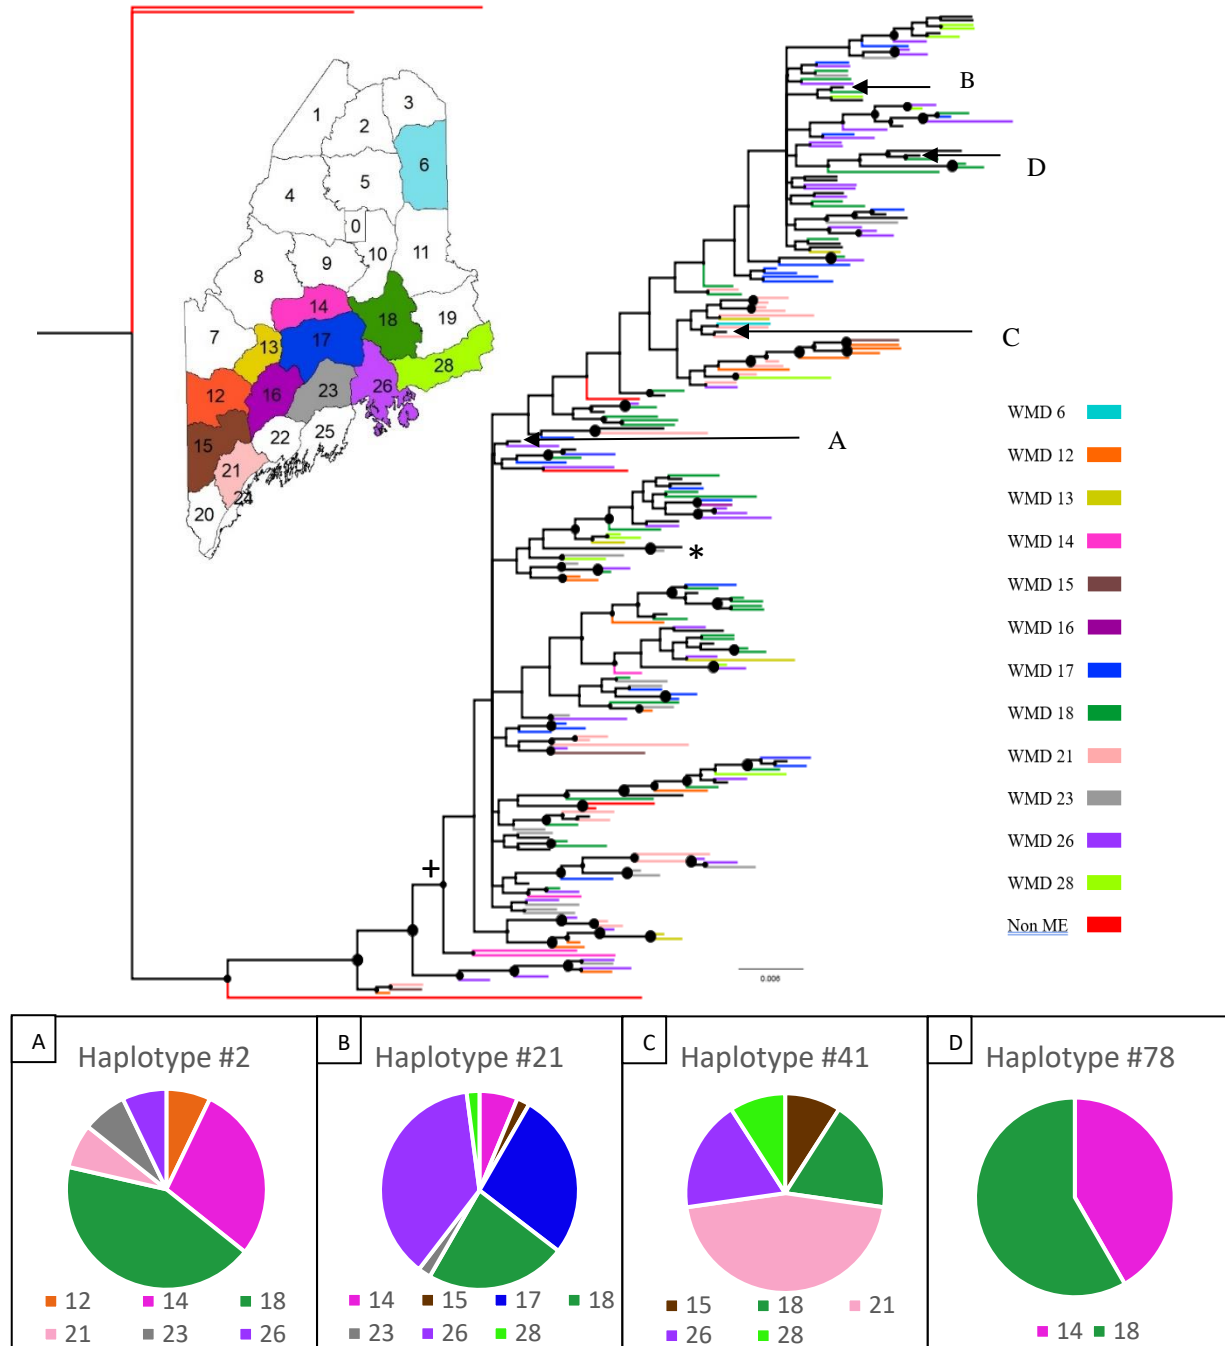 B
D
C
A
*
+
1
2
3
4
5
6
0
7
8
9
10
11
12
13
14
15
16
17
18
19
20
21
22
23
24
25
26
28
WMD 6
WMD 12
WMD 13
WMD 14
WMD 15
WMD 16
WMD 17
WMD 18
WMD 21
WMD 23
WMD 26
WMD 28
Non ME
0.006
A
Haplotype #2
12 14 18
21 23 26
B
Haplotype #21
14 15 17 18
23 26 28
C
Haplotype #41
15 18 21
26 28
D
Haplotype #78
14 18